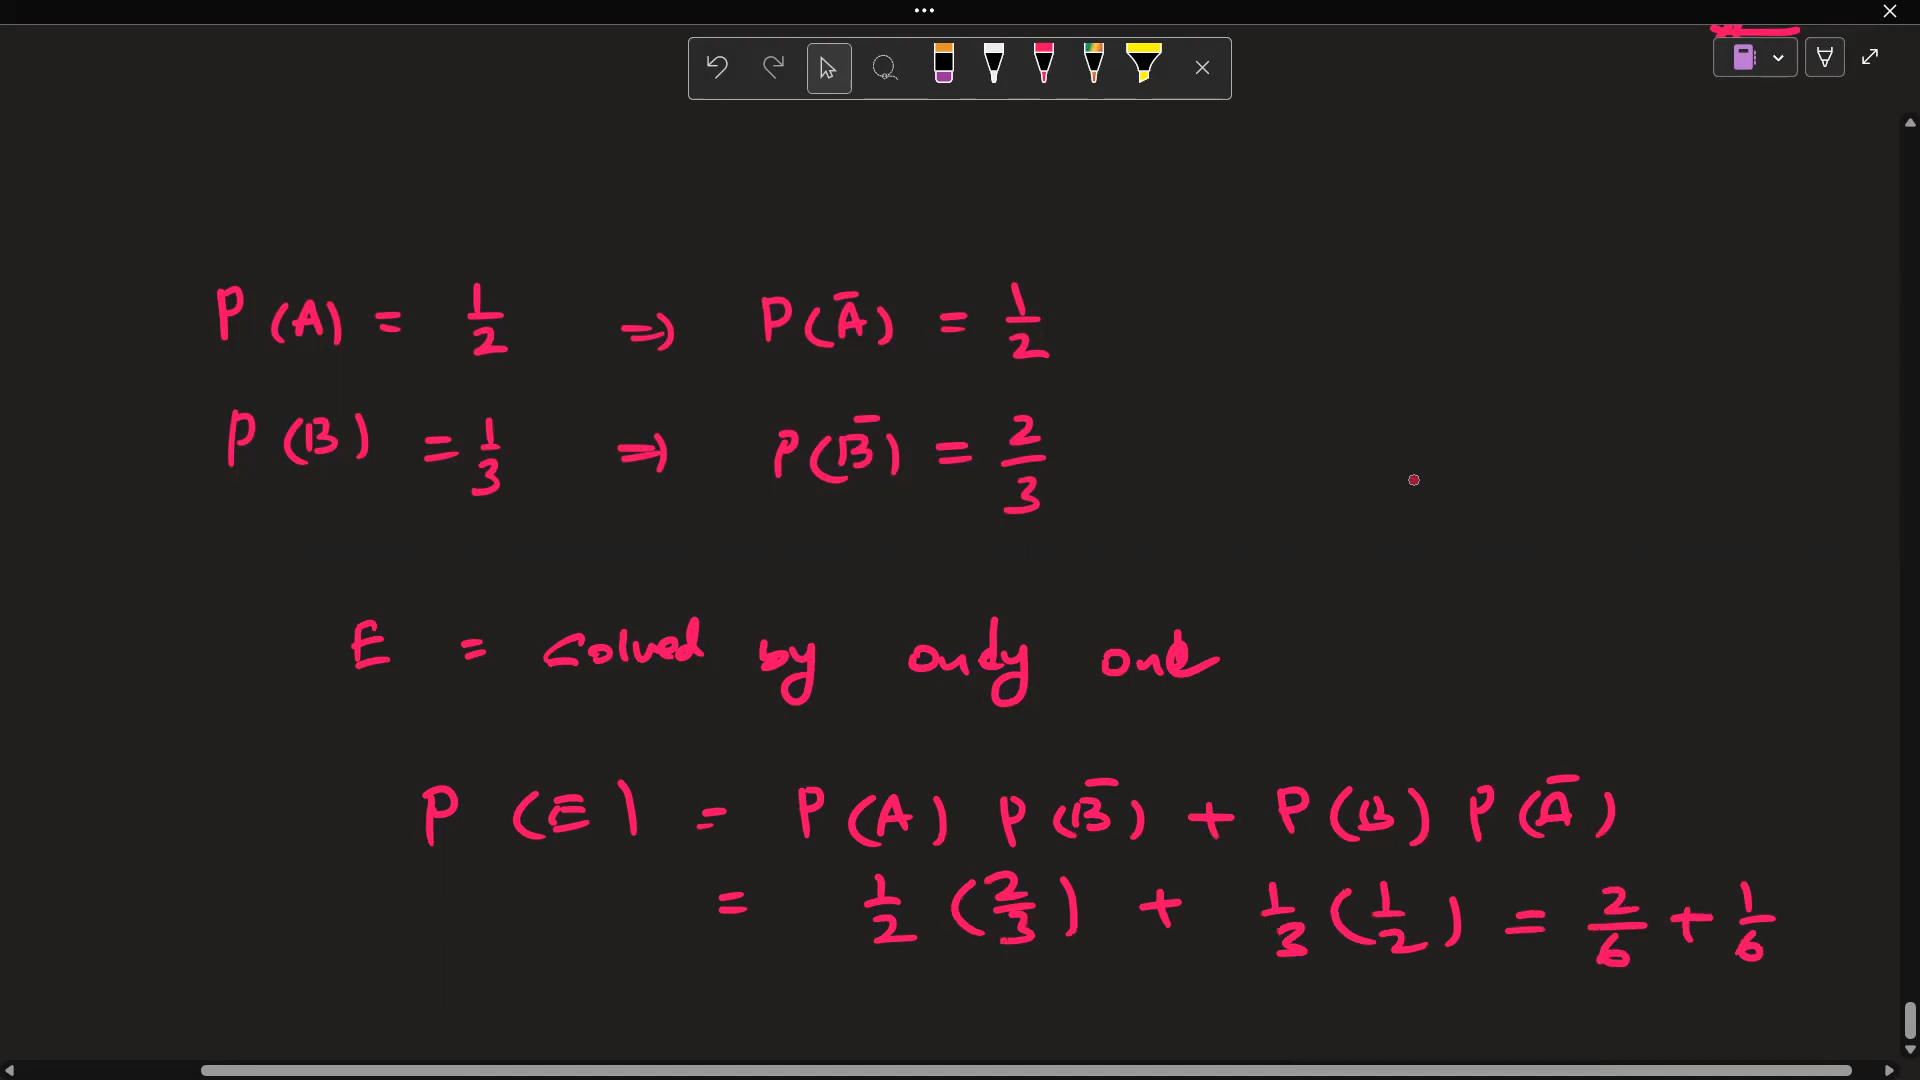 P(A) = 1/2 ⇒ P(Ā) = 1/2
P(B) = 1/3 ⇒ P(B̄) = 2/3
E = solved by only one
P(E) = P(A) P(B̄) + P(B) P(Ā)
= 1/2 (2/3) + 1/3 (1/2) = 2/6 + 1/6